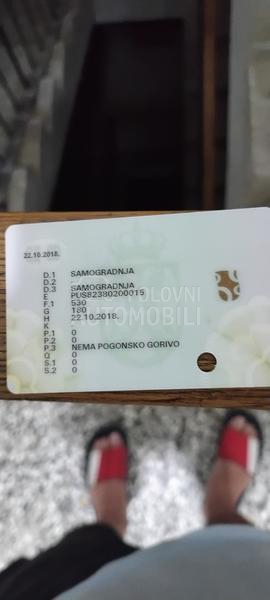 22.10.2018.
D.1 SAMOGRADNJA
D.2 -
D.3 SAMOGRADNJA
E PUS82380200015
F.1 530
G 180
H 22.10.2018.
K -
P.1 0
P.2 0
P.3 NEMA POGONSKO GORIVO
Q 0
S.1 0
S.2 0
POLOVNI
AUTOMOBILI